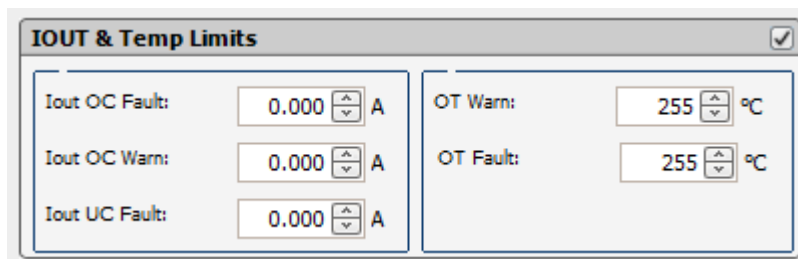 IOUT & Temp Limits
Iout OC Fault: 0.000 A
Iout OC Warn: 0.000 A
Iout UC Fault: 0.000 A
OT Warn: 255 ºC
OT Fault: 255 ºC